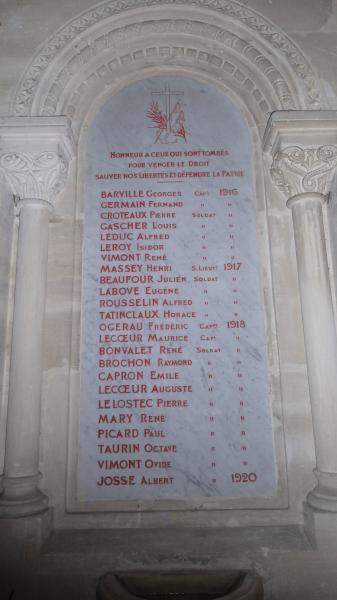 HONNEUR A CEUX QUI SONT TOMBÉS
POUR VENGER LE DROIT
SAUVER NOS LIBERTÉS ET DÉFENDRE LA PATRIE
BARVILLE GEORGES CAPL 1916
GERMAIN FERNAND " "
CROTEAUX PIERRE SOLDAT "
GASCHER LOUIS " "
LEDUC ALFRED " "
LEROY ISIDOR " "
VIMONT RENÉ " "
MASSEY HENRI S. LIEUT 1917
BEAUFOUR JULIEN SOLDAT "
LABOVE EUGÈNE " "
ROUSSELIN ALFRED " "
TATINCLAUX HORACE " "
OGERAU FRÉDÉRIC 1918
LECŒUR MAURICE CAPL "
BONVALET RENÉ SOLDAT "
BROCHON RAYMOND " "
CAPRON EMILE " "
LECŒUR AUGUSTE " "
LE LOSTEC PIERRE " "
MARY RENÉ " "
PICARD PAUL " "
TAURIN OCTAVE " "
VIMONT OVIDE " "
JOSSE ALBERT " 1920